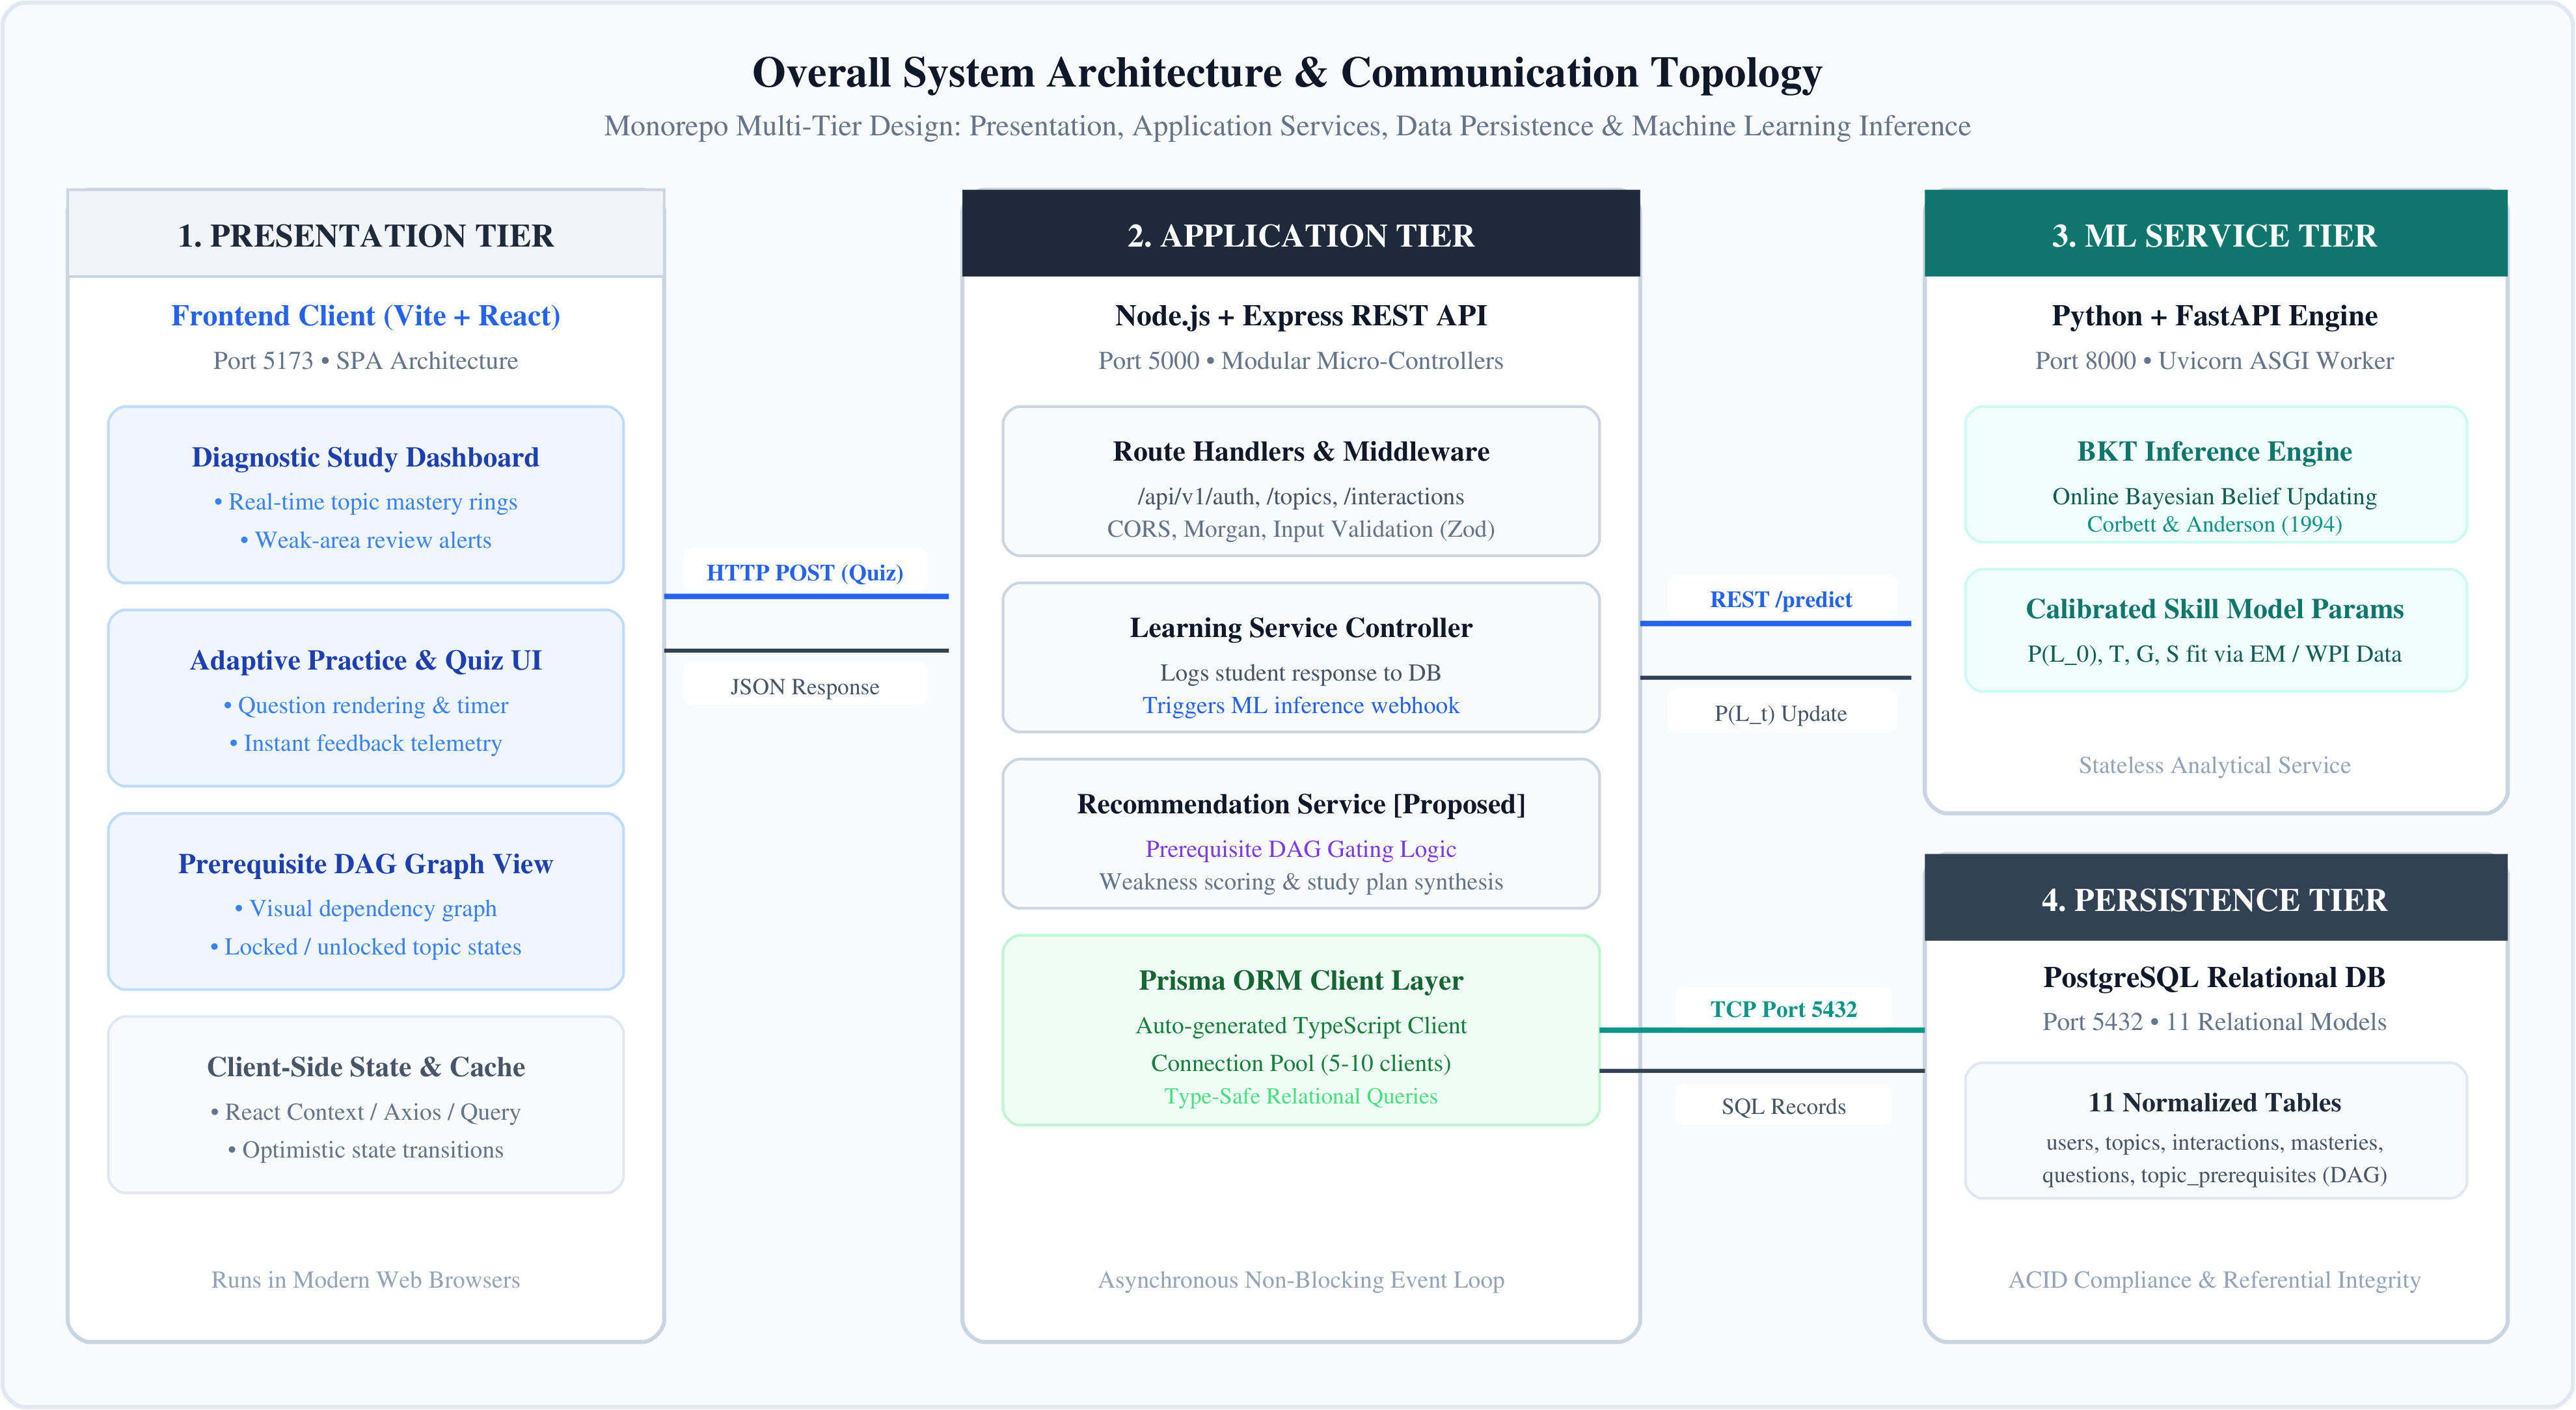 Overall System Architecture & Communication Topology
Monorepo Multi-Tier Design: Presentation, Application Services, Data Persistence & Machine Learning Inference
1. PRESENTATION TIER
Frontend Client (Vite + React)
Port 5173 • SPA Architecture
Diagnostic Study Dashboard
• Real-time topic mastery rings
• Weak-area review alerts
Adaptive Practice & Quiz UI
• Question rendering & timer
• Instant feedback telemetry
Prerequisite DAG Graph View
• Visual dependency graph
• Locked / unlocked topic states
Client-Side State & Cache
• React Context / Axios / Query
• Optimistic state transitions
Runs in Modern Web Browsers
HTTP POST (Quiz)
JSON Response
2. APPLICATION TIER
Node.js + Express REST API
Port 5000 • Modular Micro-Controllers
Route Handlers & Middleware
/api/v1/auth, /topics, /interactions
CORS, Morgan, Input Validation (Zod)
Learning Service Controller
Logs student response to DB
Triggers ML inference webhook
Recommendation Service [Proposed]
Prerequisite DAG Gating Logic
Weakness scoring & study plan synthesis
Prisma ORM Client Layer
Auto-generated TypeScript Client
Connection Pool (5-10 clients)
Type-Safe Relational Queries
Asynchronous Non-Blocking Event Loop
REST /predict
P(L_t) Update
TCP Port 5432
SQL Records
3. ML SERVICE TIER
Python + FastAPI Engine
Port 8000 • Uvicorn ASGI Worker
BKT Inference Engine
Online Bayesian Belief Updating
Corbett & Anderson (1994)
Calibrated Skill Model Params
P(L_0), T, G, S fit via EM / WPI Data
Stateless Analytical Service
4. PERSISTENCE TIER
PostgreSQL Relational DB
Port 5432 • 11 Relational Models
11 Normalized Tables
users, topics, interactions, masteries,
questions, topic_prerequisites (DAG)
ACID Compliance & Referential Integrity